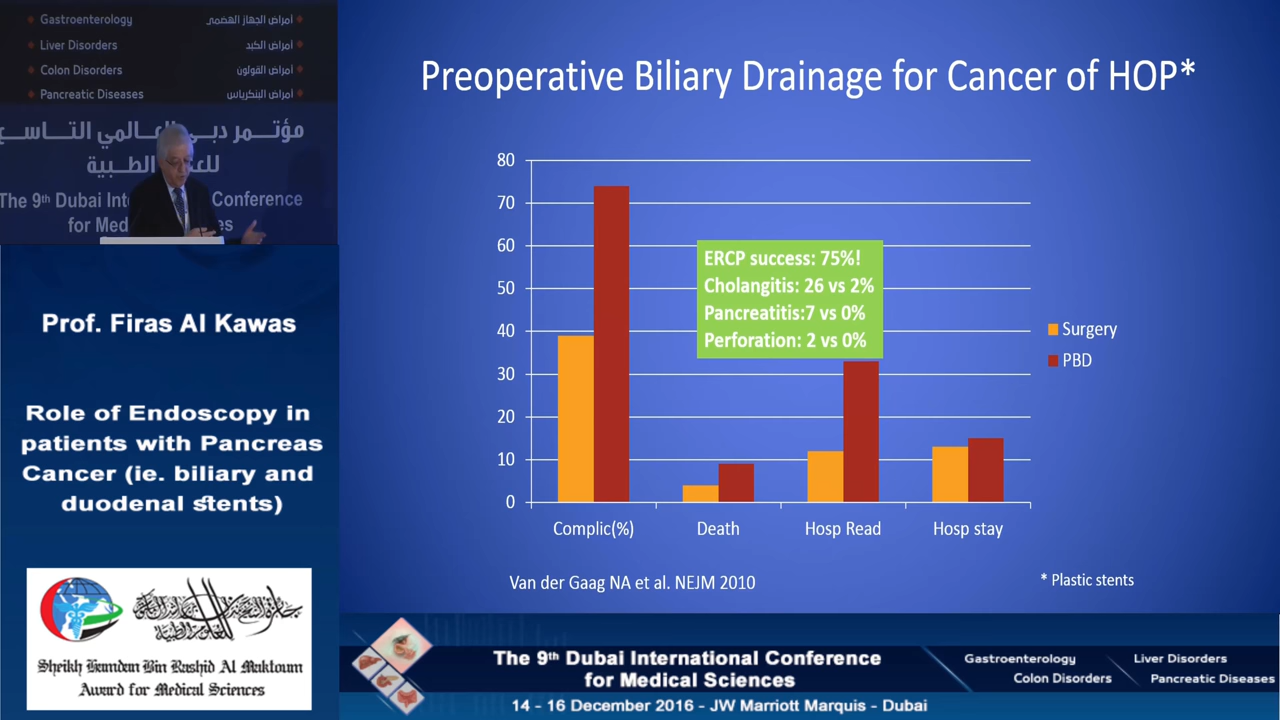 Gastroenterology
أمراض الجهاز الهضمي
Liver Disorders
أمراض الكبد
Colon Disorders
أمراض القولون
Pancreatic Diseases
أمراض البنكرياس
مؤتمر دبي العالمي التاسع
الطبية
The 9th Dubai Conference
for Med
Prof. Firas Al Kawas
Role of Endoscopy in
patients with Pancreas
Cancer (ie. biliary and
duodenal stents)
Sheikh Hamdan Bin Rashid Al Maktoum
Award for Medical Sciences
Preoperative Biliary Drainage for Cancer of HOP*
80
70
60
50
40
30
20
10
0
ERCP success: 75%!
Cholangitis: 26 vs 2%
Pancreatitis:7 vs 0%
Perforation: 2 vs 0%
Surgery
PBD
Complic(%)
Death
Hosp Read
Hosp stay
Van der Gaag NA et al. NEJM 2010
* Plastic stents
The 9th Dubai International Conference
for Medical Sciences
14 - 16 December 2016 - JW Marriott Marquis - Dubai
Gastroenterology
Liver Disorders
Colon Disorders
Pancreatic Diseases